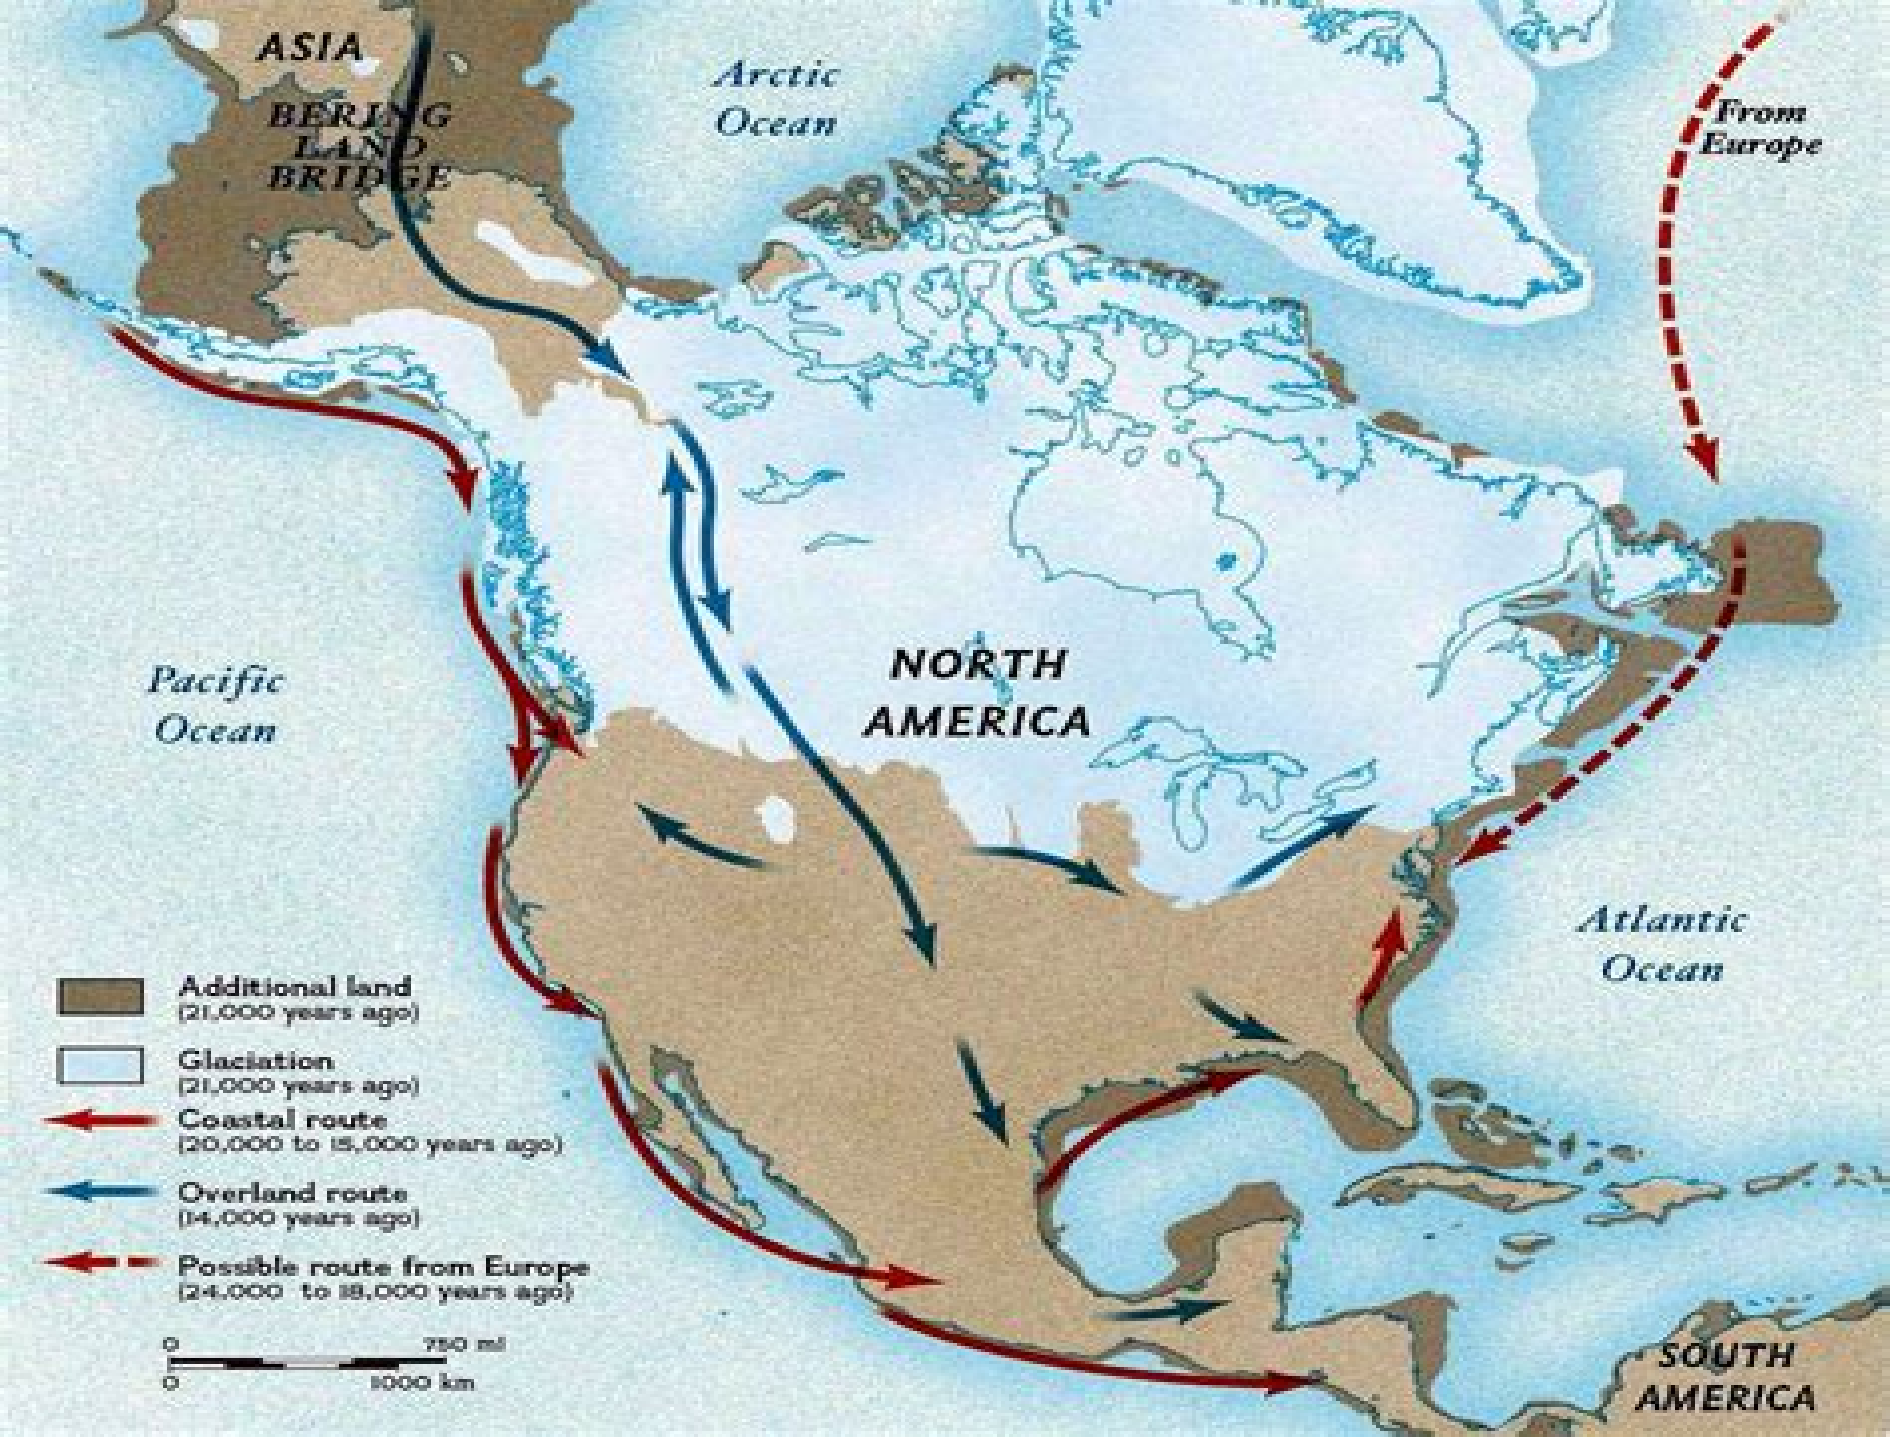 ASIA
BERING
LAND
BRIDGE
Arctic
Ocean
From
Europe
Pacific
Ocean
NORTH
AMERICA
Atlantic
Ocean
Additional land
(21,000 years ago)
Glaciation
(21,000 years ago)
Coastal route
(20,000 to 15,000 years ago)
Overland route
(14,000 years ago)
Possible route from Europe
(24,000 to 18,000 years ago)
0 750 mi
0 1000 km
SOUTH
AMERICA